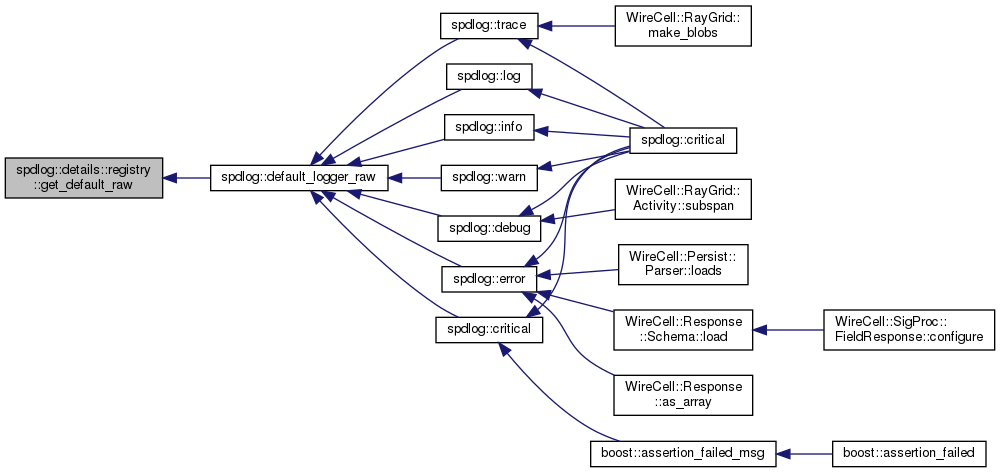 spdlog::details::registry
::get_default_raw
spdlog::default_logger_raw
spdlog::trace
spdlog::log
spdlog::info
spdlog::warn
spdlog::debug
spdlog::error
spdlog::critical
WireCell::RayGrid::
make_blobs
spdlog::critical
WireCell::RayGrid::
Activity::subspan
WireCell::Persist::
Parser::loads
WireCell::Response
::Schema::load
WireCell::Response
::as_array
boost::assertion_failed_msg
WireCell::SigProc::
FieldResponse::configure
boost::assertion_failed